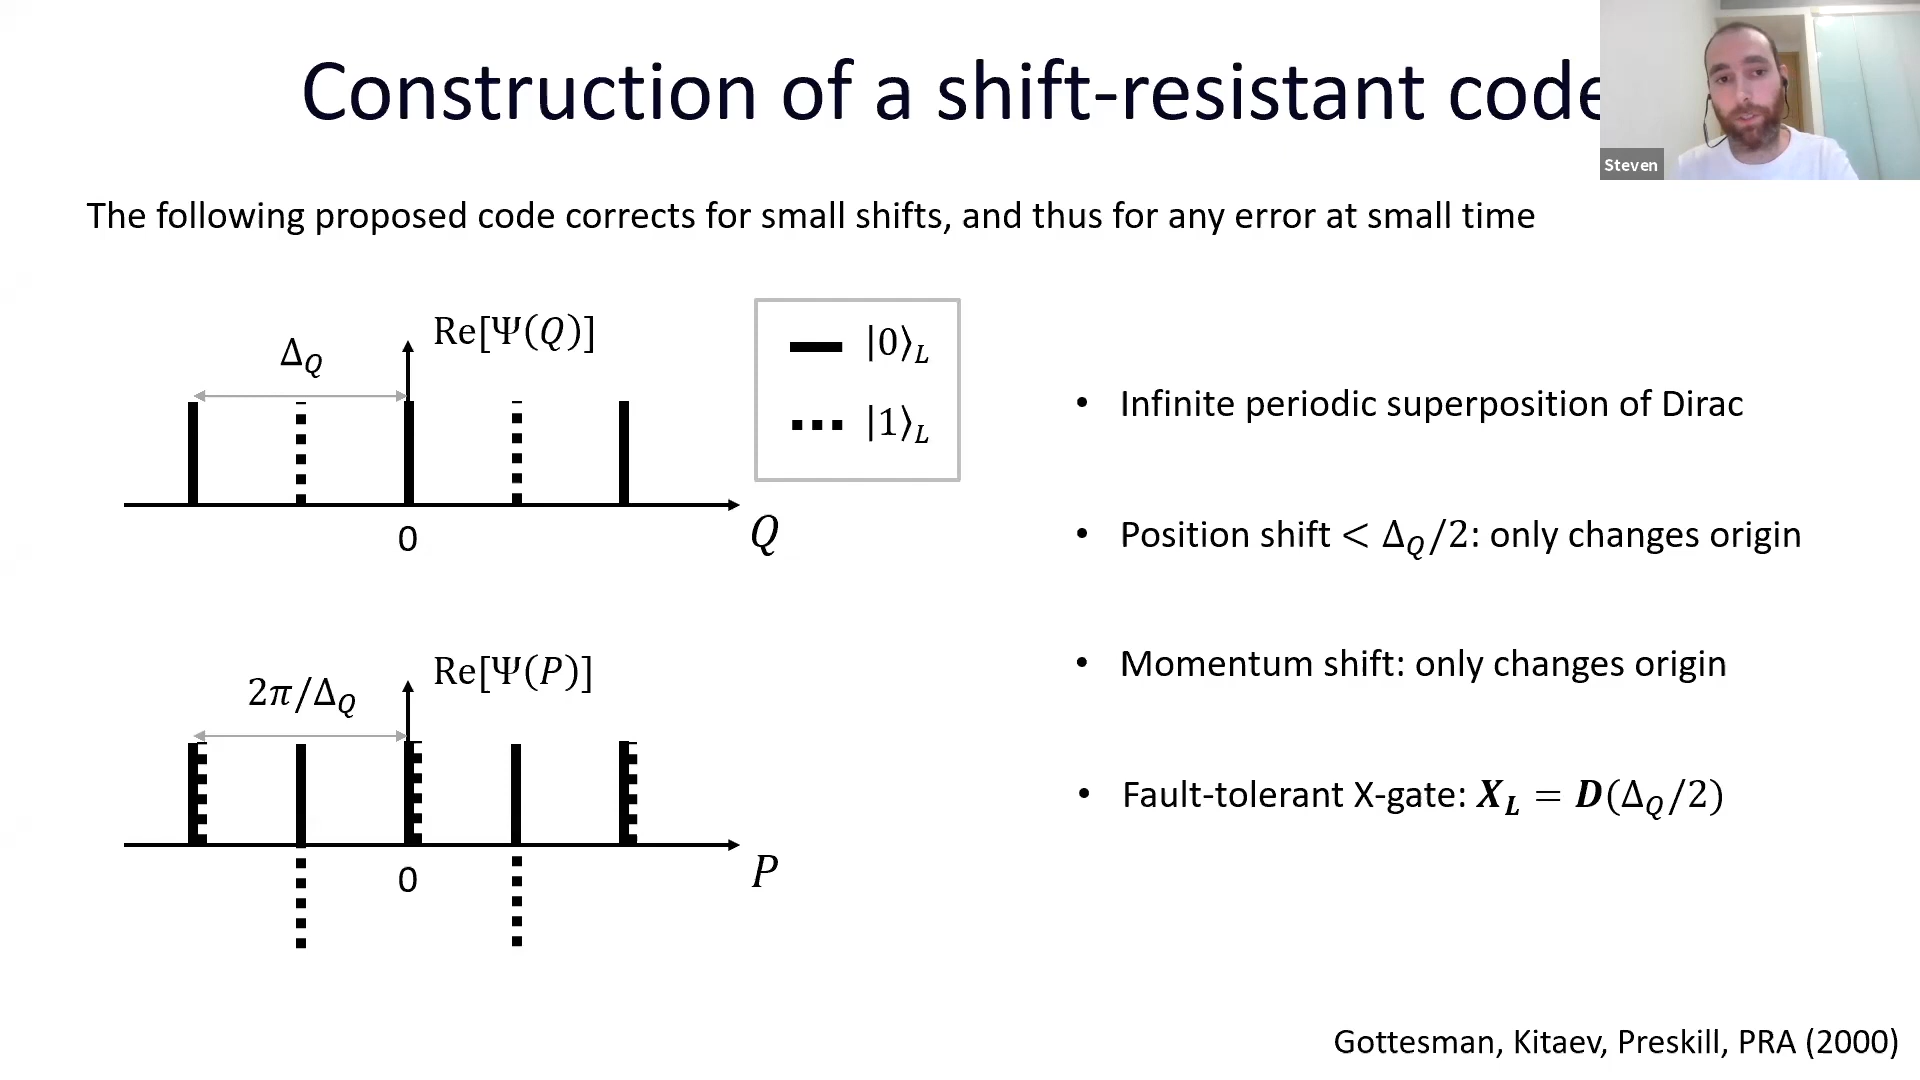 Construction of a shift-resistant code
Steven
The following proposed code corrects for small shifts, and thus for any error at small time
Re[Ψ(Q)]
Δ_Q
|0⟩_L
|1⟩_L
0
Q
• Infinite periodic superposition of Dirac
• Position shift < Δ_Q/2: only changes origin
• Momentum shift: only changes origin
• Fault-tolerant X-gate: X_L = D(Δ_Q/2)
Re[Ψ(P)]
2π/Δ_Q
0
P
Gottesman, Kitaev, Preskill, PRA (2000)